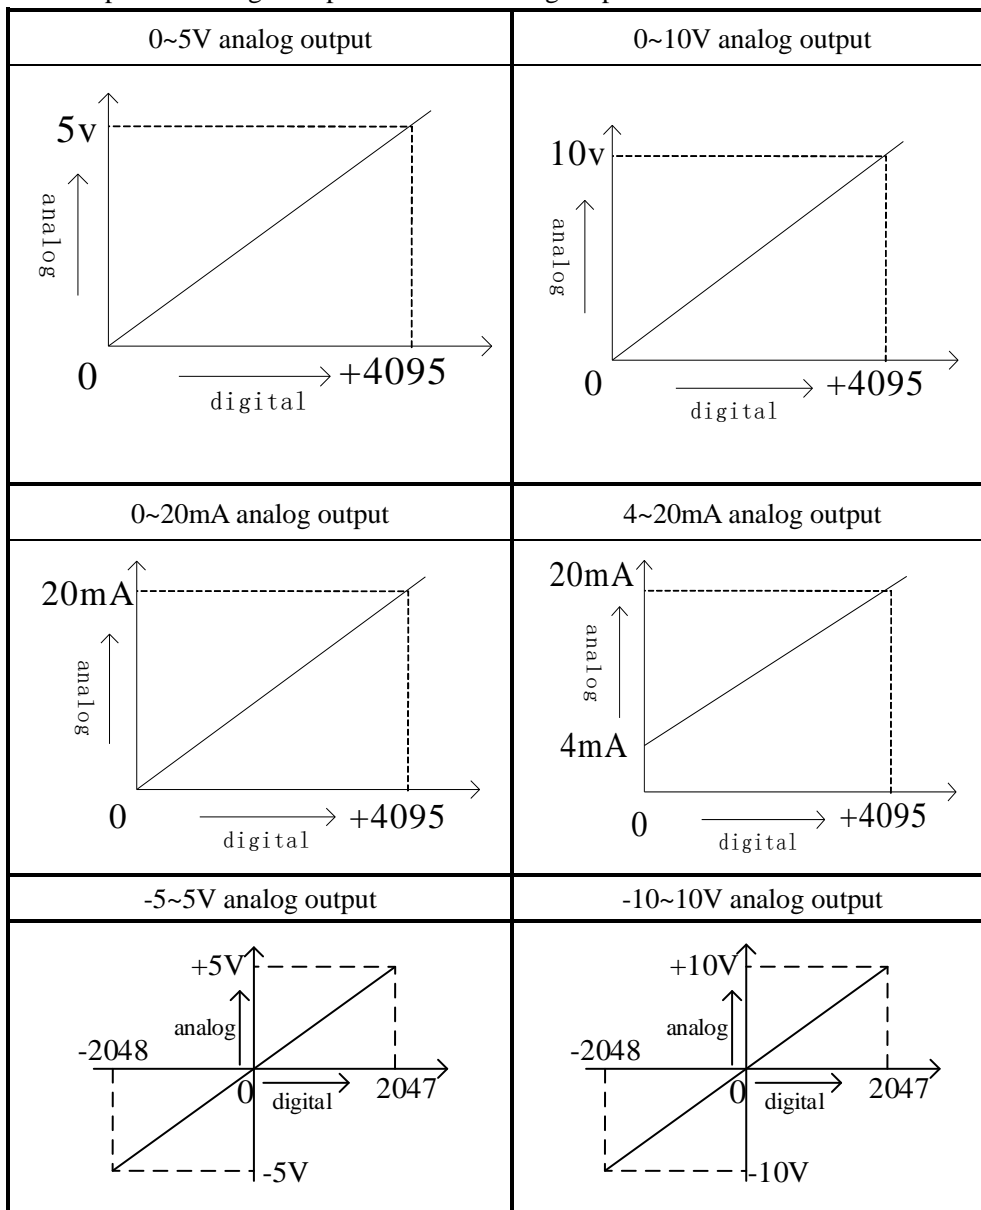 0~5V analog output
0~10V analog output
5v
analog
0
+4095
digital
10v
analog
0
+4095
digital
0~20mA analog output
4~20mA analog output
20mA
analog
0
+4095
digital
20mA
analog
4mA
0
+4095
digital
-5~5V analog output
-10~10V analog output
+5V
analog
-2048
0
digital
2047
-5V
+10V
analog
-2048
0
digital
2047
-10V